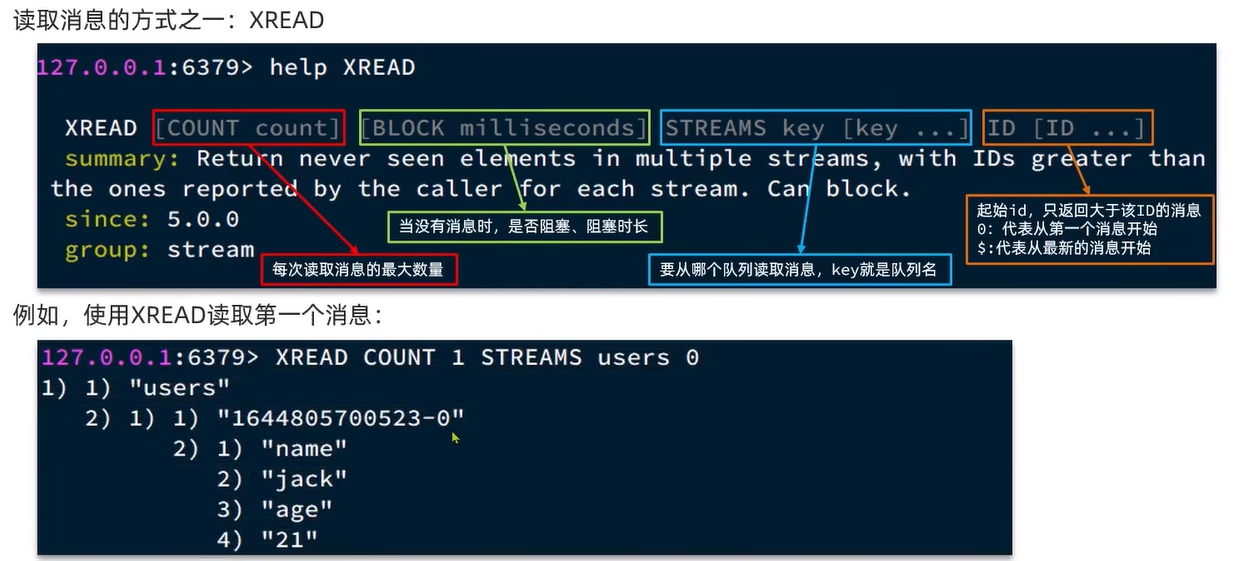 读取消息的方式之一：XREAD
127.0.0.1:6379> help XREAD
XREAD [COUNT count] [BLOCK milliseconds] STREAMS key [key ...] ID [ID ...]
summary: Return never seen elements in multiple streams, with IDs greater than
the ones reported by the caller for each stream. Can block.
since: 5.0.0
group: stream
每次读取消息的最大数量
当没有消息时，是否阻塞、阻塞时长
要从哪个队列读取消息，key就是队列名
起始id，只返回大于该ID的消息
0：代表从第一个消息开始
$:代表从最新的消息开始
例如，使用XREAD读取第一个消息：
127.0.0.1:6379> XREAD COUNT 1 STREAMS users 0
1) 1) "users"
2) 1) 1) "1644805700523-0"
2) 1) "name"
2) "jack"
3) "age"
4) "21"